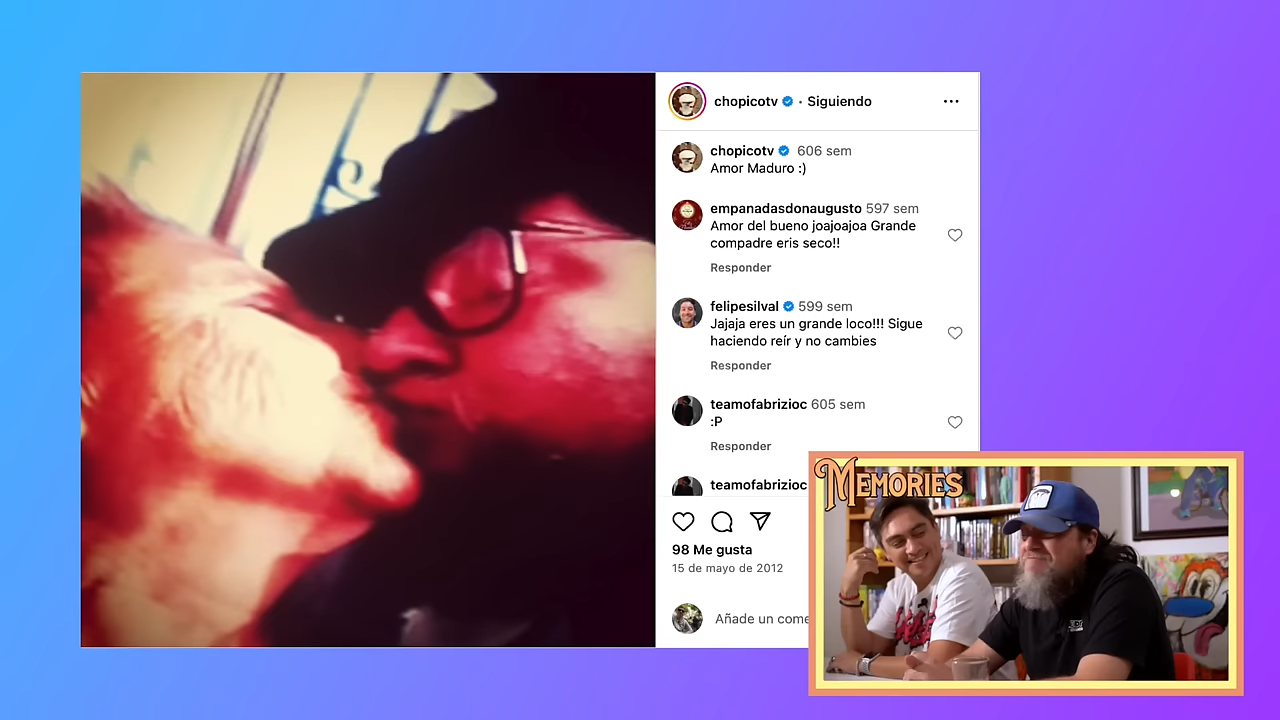 chopicotv • Siguiendo
chopicotv 606 sem
Amor Maduro :)
empanadasdonaugusto 597 sem
Amor del bueno joajoajoa Grande
compadre eris seco!!
Responder
felipesilval 599 sem
Jajaja eres un grande loco!!! Sigue
haciendo reír y no cambies
Responder
teamofabrizioc 605 sem
:P
Responder
teamofabrizioc
98 Me gusta
15 de mayo de 2012
Añade un come
MEMORIES